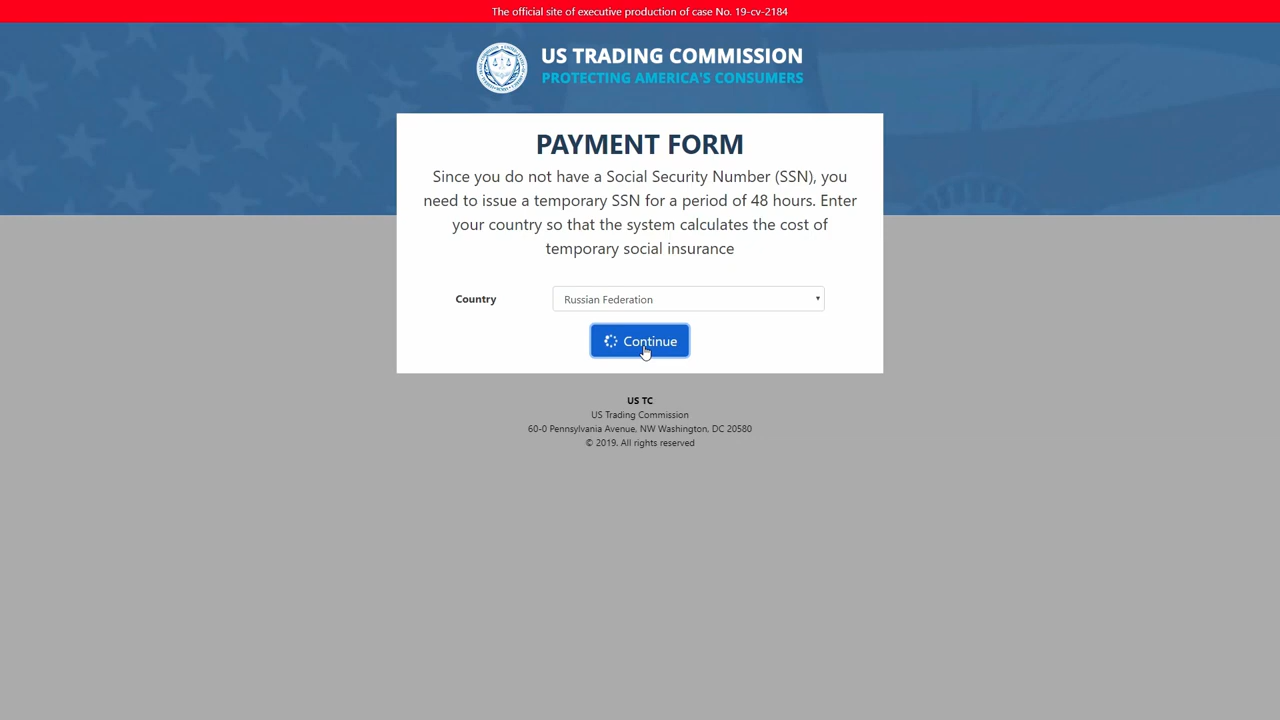 The official site of executive production of case No. 19-cv-2184
US TRADING COMMISSION
PROTECTING AMERICA'S CONSUMERS
PAYMENT FORM
Since you do not have a Social Security Number (SSN), you
need to issue a temporary SSN for a period of 48 hours. Enter
your country so that the system calculates the cost of
temporary social insurance
Country
Russian Federation
Continue
US TC
US Trading Commission
60-0 Pennsylvania Avenue, NW Washington, DC 20580
© 2019. All rights reserved